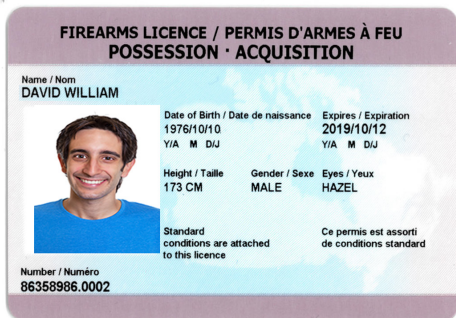 FIREARMS LICENCE / PERMIS D'ARMES À FEU
POSSESSION · ACQUISITION
Name / Nom
DAVID WILLIAM
Date of Birth / Date de naissance Expires / Expiration
1976/10/10 2019/10/12
Y/A M D/J Y/A M D/J
Height / Taille Gender / Sexe Eyes / Yeux
173 CM MALE HAZEL
Standard Ce permis est assorti
conditions are attached de conditions standard
to this licence
Number / Numéro
86358986.0002